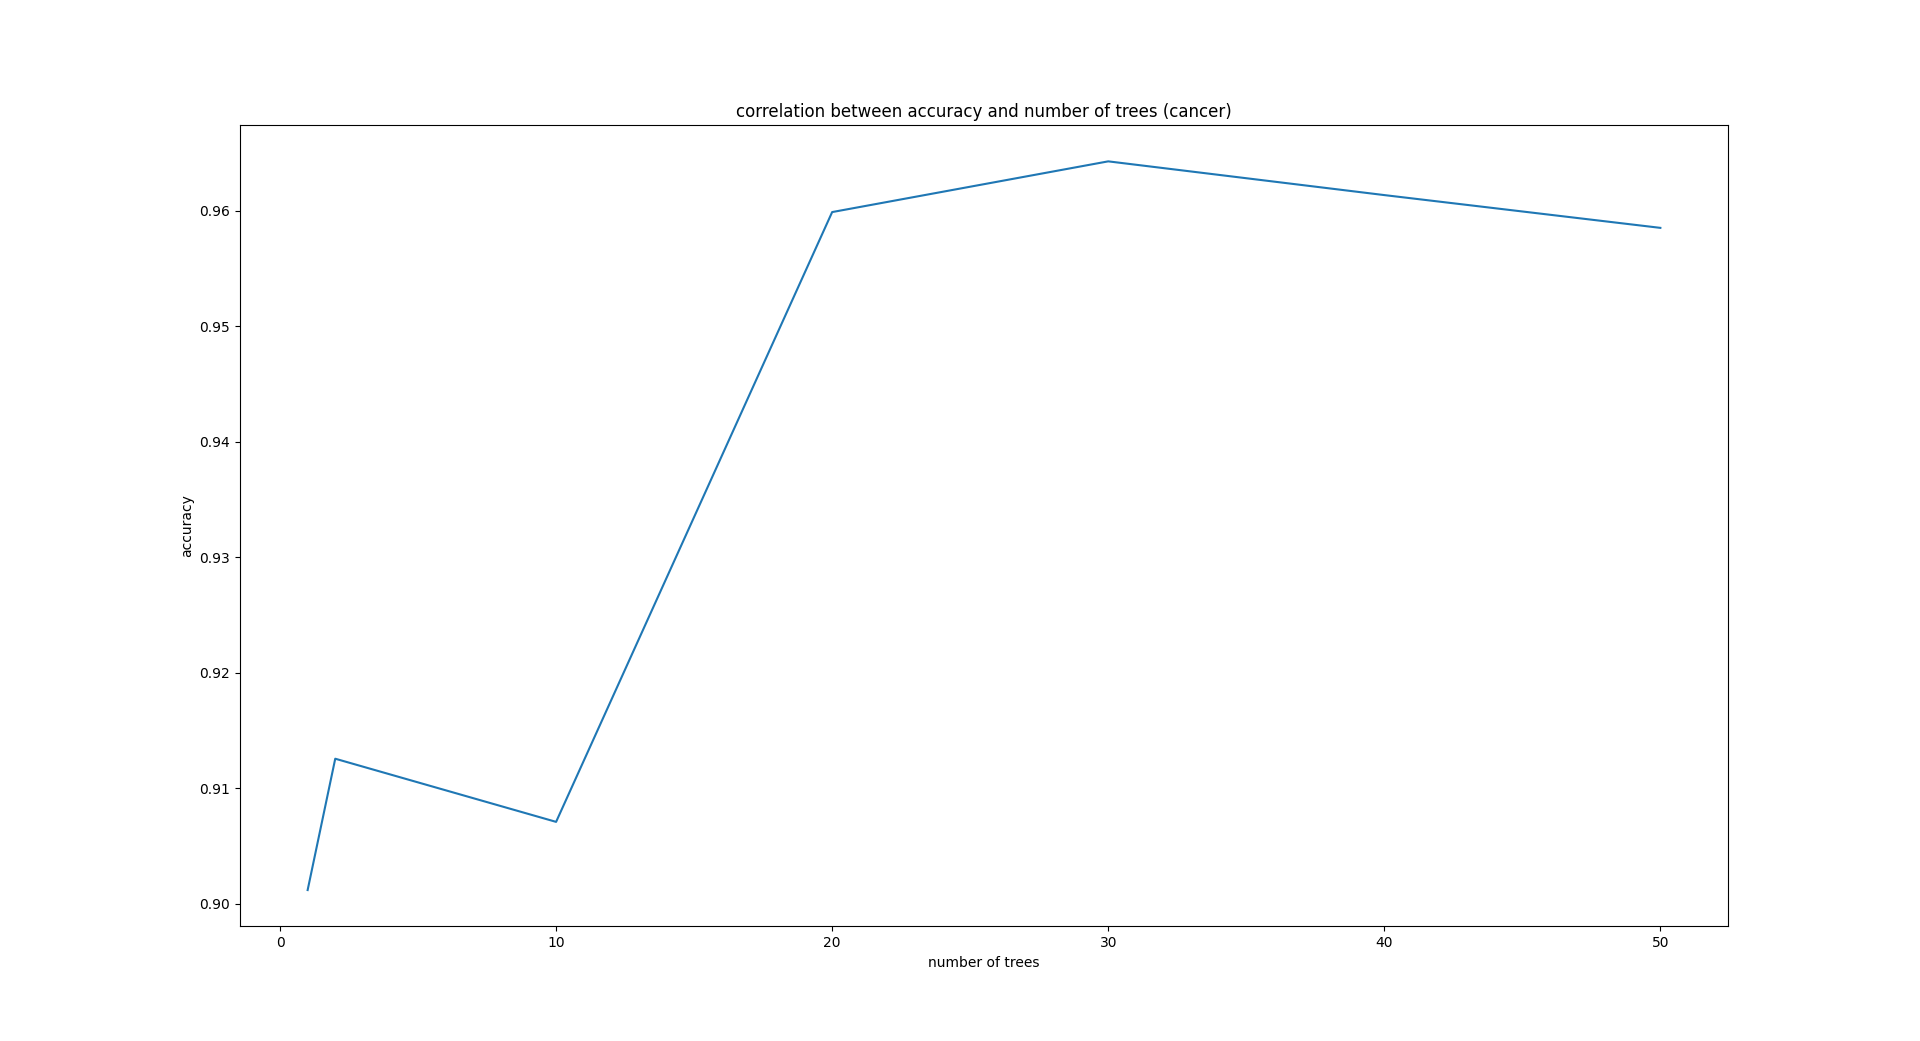 correlation between accuracy and number of trees (cancer)
accuracy
0.96
0.95
0.94
0.93
0.92
0.91
0.90
0 10 20 30 40 50
number of trees